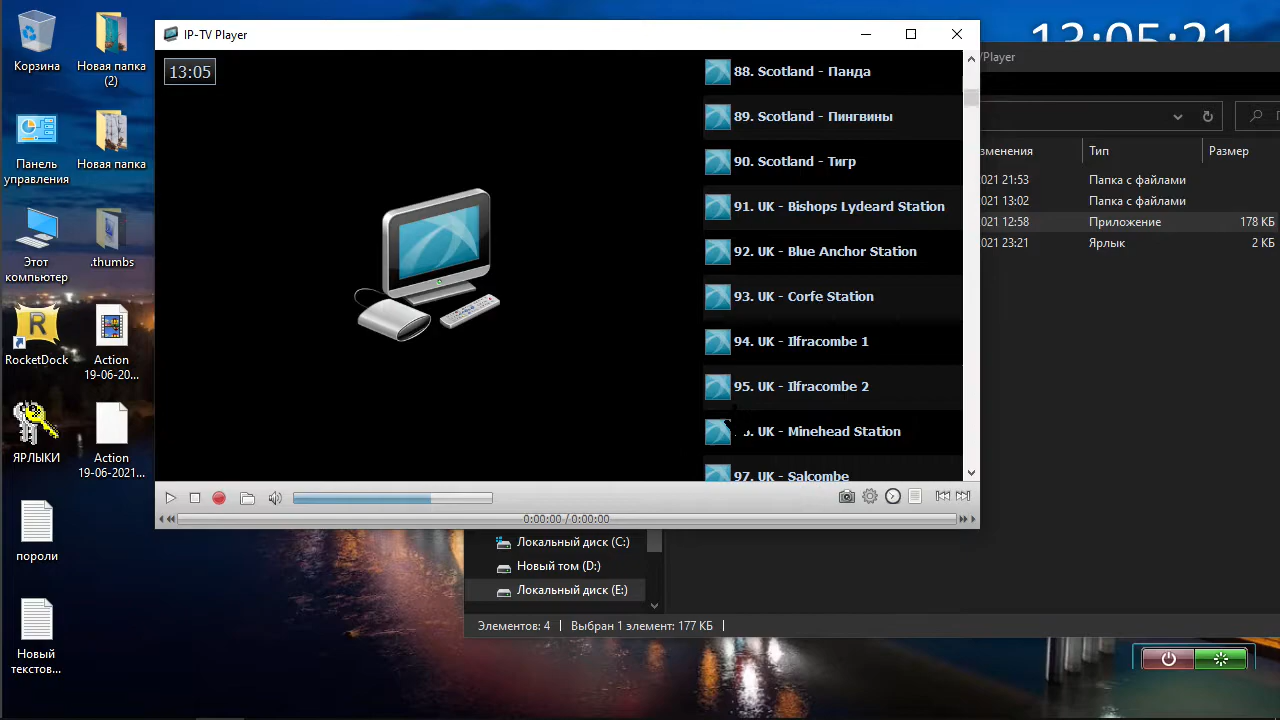 Корзина
Новая папка
(2)
Панель
управления
Новая папка
Этот
компьютер
.thumbs
RocketDock
Action
19-06-20...
ЯРЛЫКИ
Action
19-06-2021...
пороли
Новый
текстов...
IP-TV Player
13:05
88. Scotland - Панда
89. Scotland - Пингвины
90. Scotland - Тигр
91. UK - Bishops Lydeard Station
92. UK - Blue Anchor Station
93. UK - Corfe Station
94. UK - Ilfracombe 1
95. UK - Ilfracombe 2
UK - Minehead Station
97. UK - Salcombe
0:00:00 / 0:00:00
13:05:21
/Player
зменения
Тип
Размер
021 21:53
Папка с файлами
021 13:02
Папка с файлами
021 12:58
Приложение
178 КБ
021 23:21
Ярлык
2 КБ
Локальный диск (C:)
Новый том (D:)
Локальный диск (E:)
Элементов: 4
Выбран 1 элемент: 177 КБ